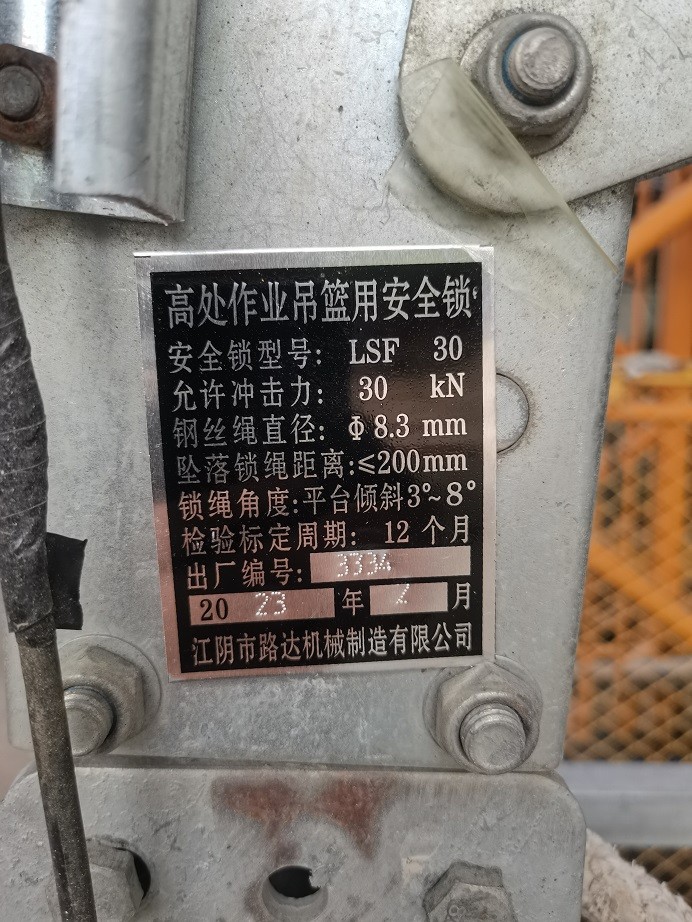 高处作业吊篮用安全锁
安全锁型号: LSF 30
允许冲击力: 30 kN
钢丝绳直径: Φ8.3 mm
坠落锁绳距离:≤200mm
锁绳角度:平台倾斜3°~8°
检验标定周期: 12 个月
出厂编号: 3334
2023 年 2 月
江阴市路达机械制造有限公司